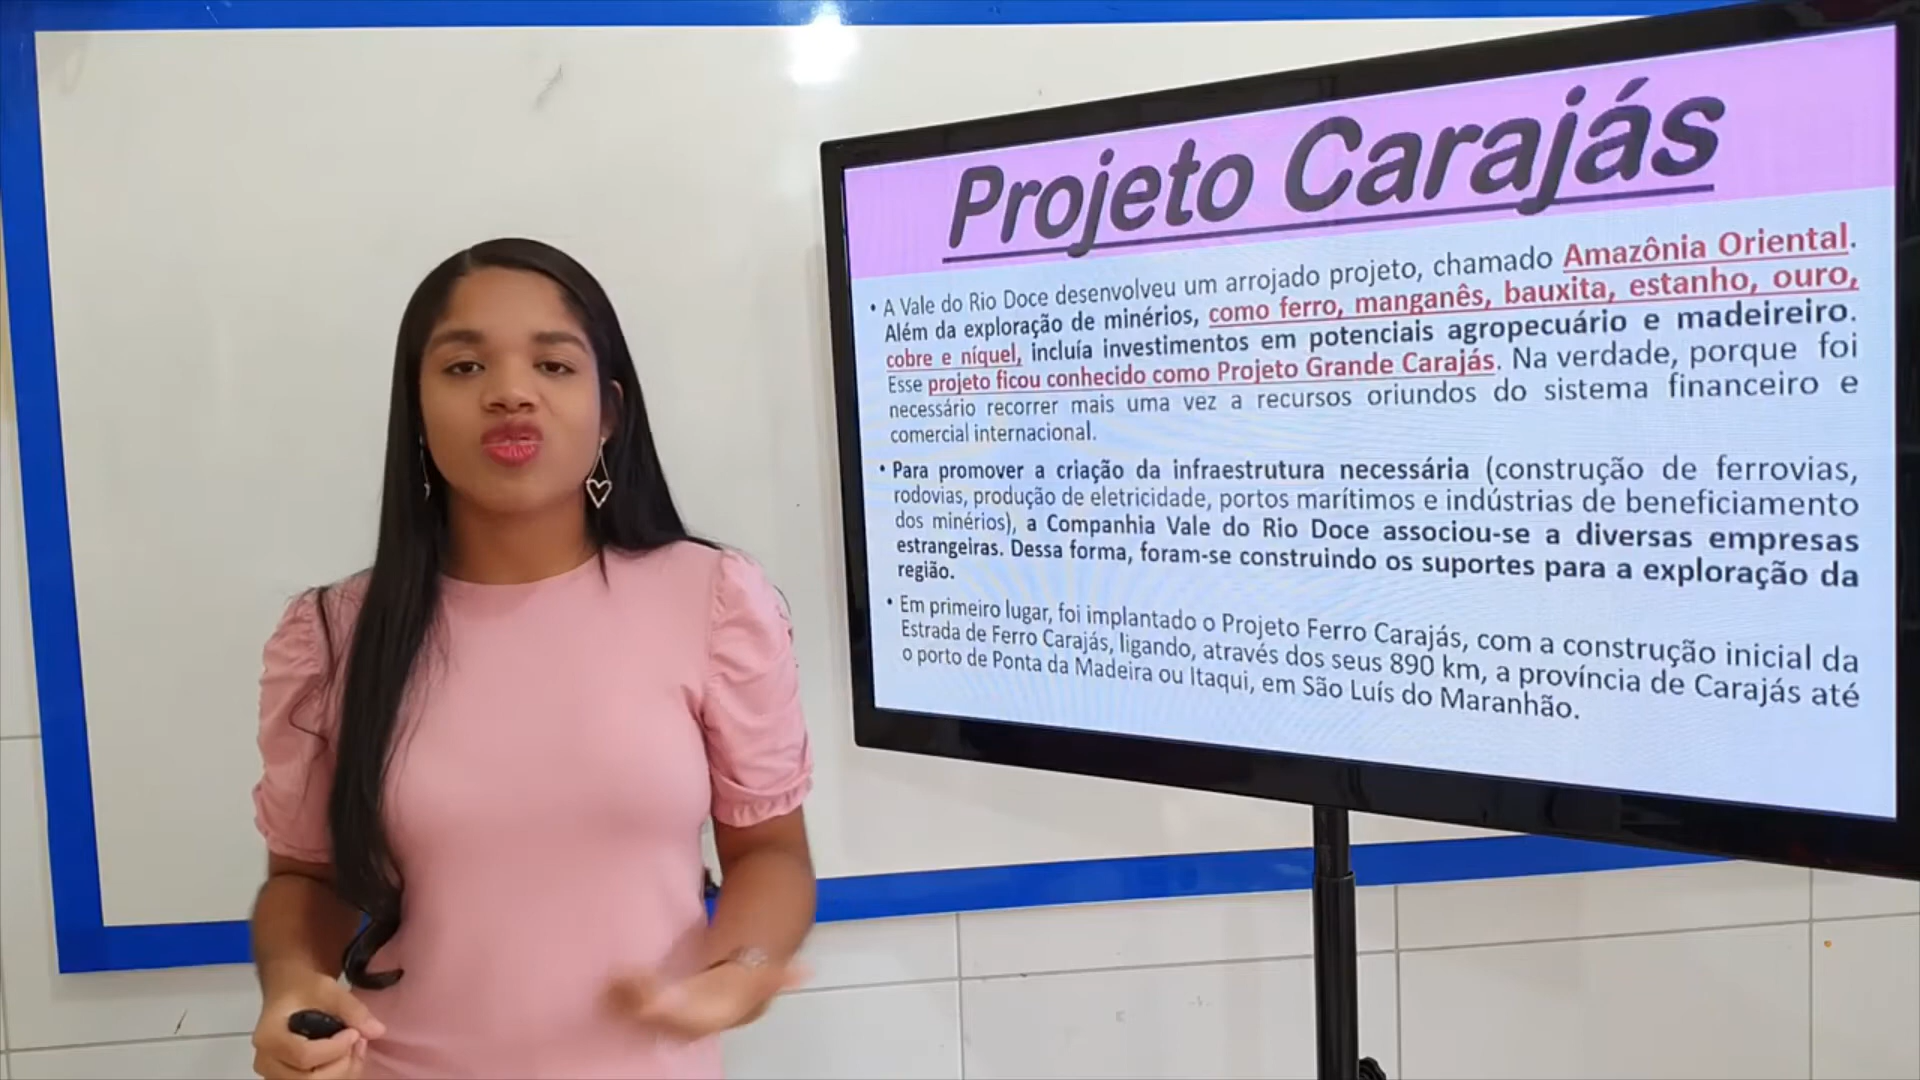 Projeto Carajás
• A Vale do Rio Doce desenvolveu um arrojado projeto, chamado Amazônia Oriental.
Além da exploração de minérios, como ferro, manganês, bauxita, estanho, ouro,
cobre e níquel, incluía investimentos em potenciais agropecuário e madeireiro.
Esse projeto ficou conhecido como Projeto Grande Carajás. Na verdade, porque foi
necessário recorrer mais uma vez a recursos oriundos do sistema financeiro e
comercial internacional.
• Para promover a criação da infraestrutura necessária (construção de ferrovias,
rodovias, produção de eletricidade, portos marítimos e indústrias de beneficiamento
dos minérios), a Companhia Vale do Rio Doce associou-se a diversas empresas
estrangeiras. Dessa forma, foram-se construindo os suportes para a exploração da
região.
• Em primeiro lugar, foi implantado o Projeto Ferro Carajás, com a construção inicial da
Estrada de Ferro Carajás, ligando, através dos seus 890 km, a província de Carajás até
o porto de Ponta da Madeira ou Itaqui, em São Luís do Maranhão.